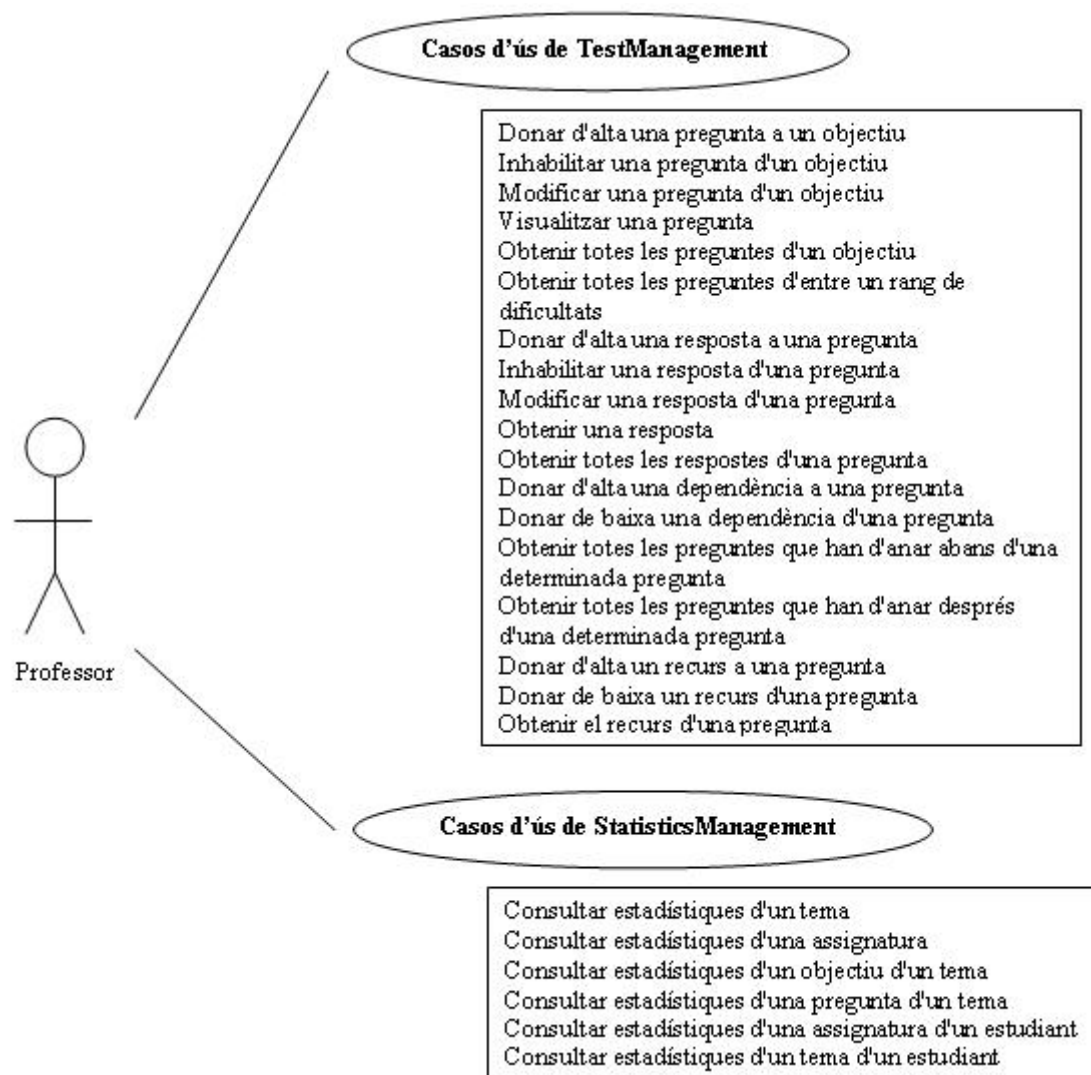 Casos d'ús de TestManagement
Donar d'alta una pregunta a un objectiu
Inhabilitar una pregunta d'un objectiu
Modificar una pregunta d'un objectiu
Visualitzar una pregunta
Obtenir totes les preguntes d'un objectiu
Obtenir totes les preguntes d'entre un rang de
dificultats
Donar d'alta una resposta a una pregunta
Inhabilitar una resposta d'una pregunta
Modificar una resposta d'una pregunta
Obtenir una resposta
Obtenir totes les respostes d'una pregunta
Donar d'alta una dependència a una pregunta
Donar de baixa una dependència d'una pregunta
Obtenir totes les preguntes que han d'anar abans d'una
determinada pregunta
Obtenir totes les preguntes que han d'anar després
d'una determinada pregunta
Donar d'alta un recurs a una pregunta
Donar de baixa un recurs d'una pregunta
Obtenir el recurs d'una pregunta
Professor
Casos d'ús de StatisticsManagement
Consultar estadístiques d'un tema
Consultar estadístiques d'una assignatura
Consultar estadístiques d'un objectiu d'un tema
Consultar estadístiques d'una pregunta d'un tema
Consultar estadístiques d'una assignatura d'un estudiant
Consultar estadístiques d'un tema d'un estudiant